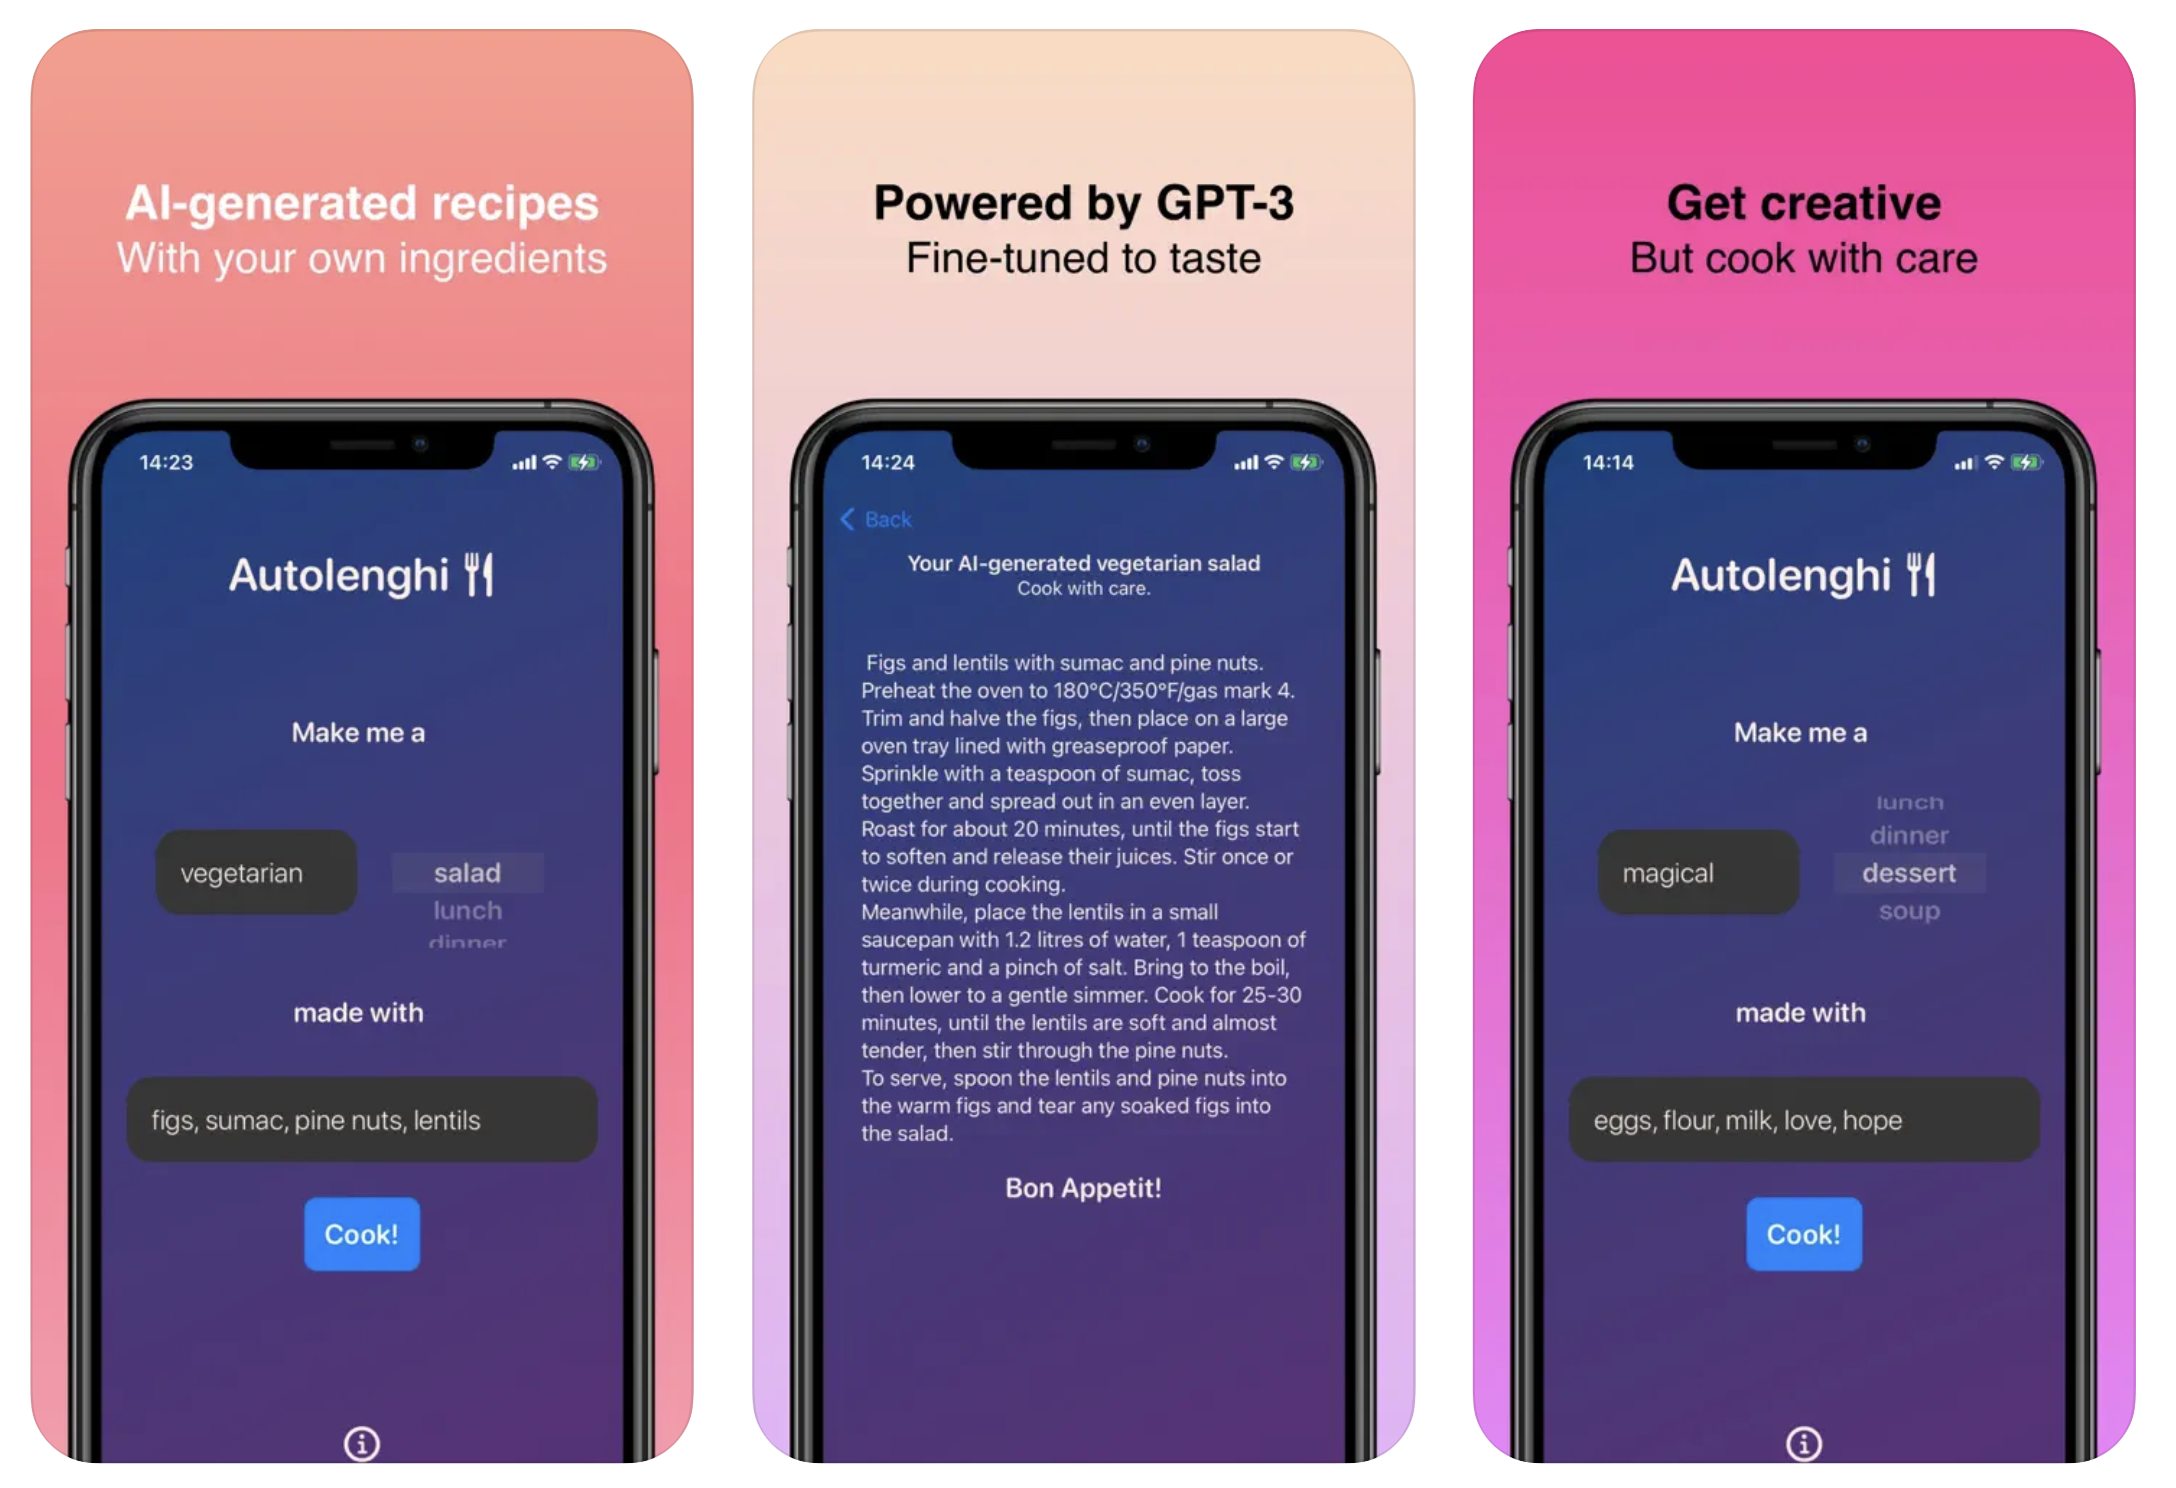 AI-generated recipes
With your own ingredients
14:23
Autolenghi
Make me a
vegetarian
salad
lunch
dinner
made with
figs, sumac, pine nuts, lentils
Cook!
Powered by GPT-3
Fine-tuned to taste
14:24
Back
Your AI-generated vegetarian salad
Cook with care.
Figs and lentils with sumac and pine nuts.
Preheat the oven to 180°C/350°F/gas mark 4.
Trim and halve the figs, then place on a large
oven tray lined with greaseproof paper.
Sprinkle with a teaspoon of sumac, toss
together and spread out in an even layer.
Roast for about 20 minutes, until the figs start
to soften and release their juices. Stir once or
twice during cooking.
Meanwhile, place the lentils in a small
saucepan with 1.2 litres of water, 1 teaspoon of
turmeric and a pinch of salt. Bring to the boil,
then lower to a gentle simmer. Cook for 25-30
minutes, until the lentils are soft and almost
tender, then stir through the pine nuts.
To serve, spoon the lentils and pine nuts into
the warm figs and tear any soaked figs into
the salad.
Bon Appetit!
Get creative
But cook with care
14:14
Autolenghi
Make me a
lunch
dinner
magical
dessert
soup
made with
eggs, flour, milk, love, hope
Cook!